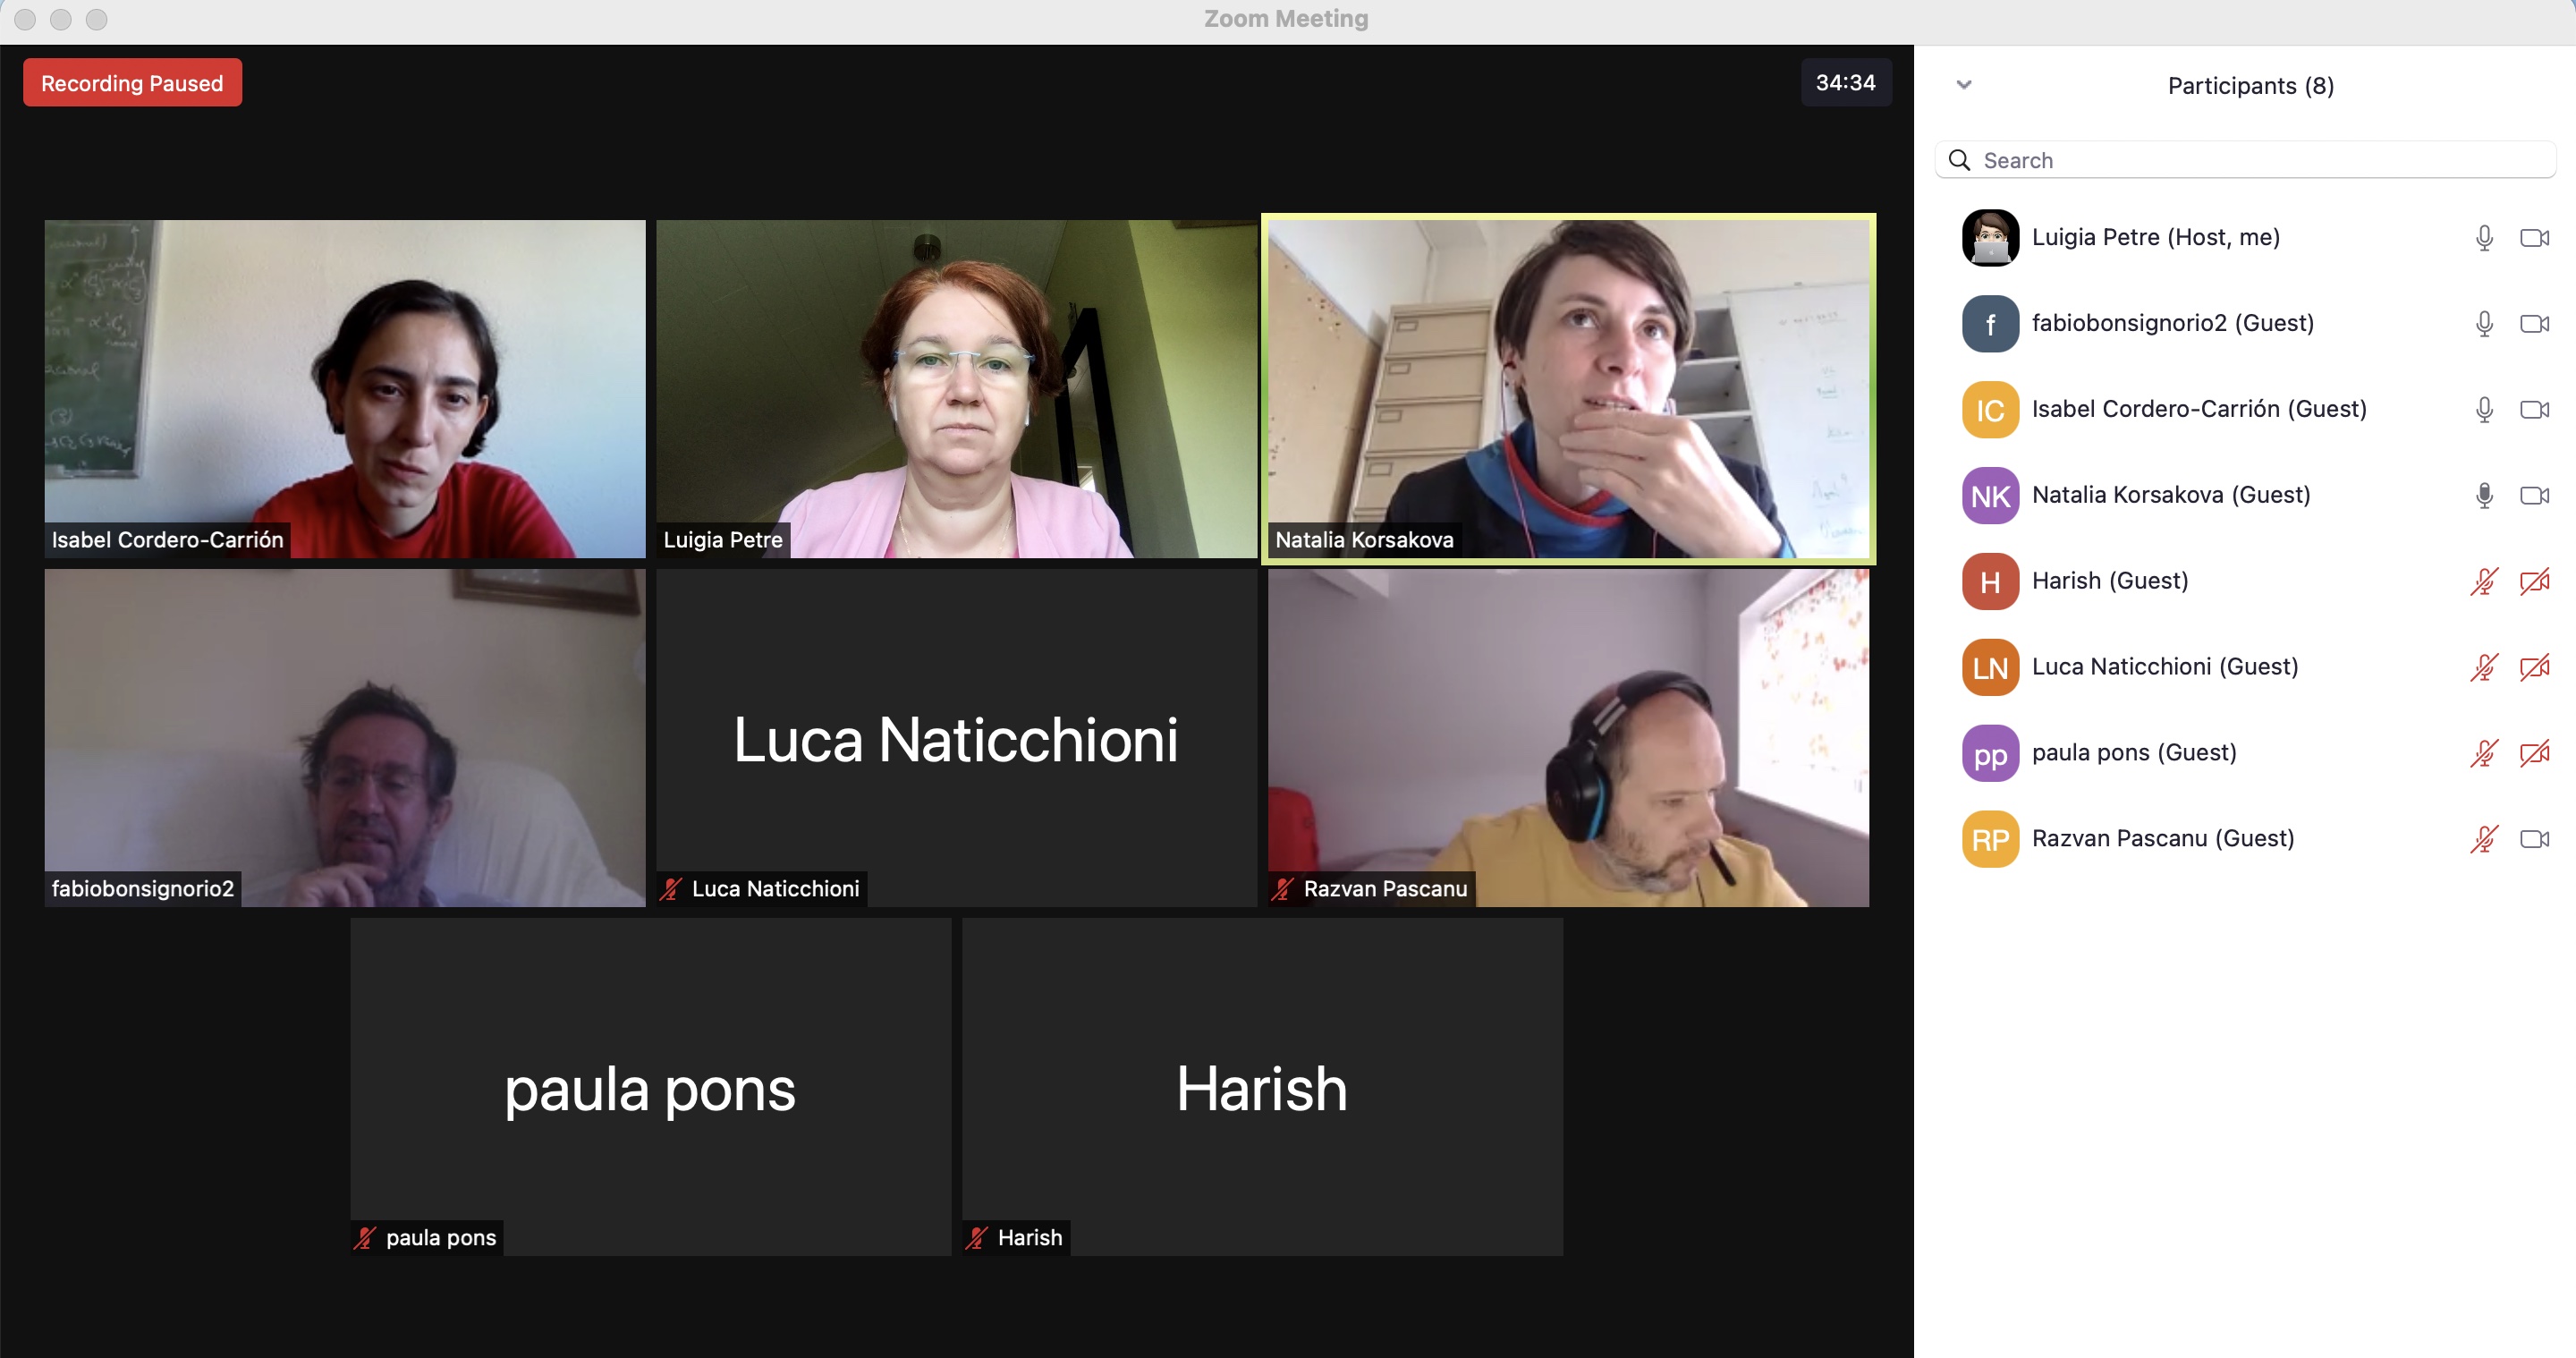 Zoom Meeting
Recording Paused
34:34
Isabel Cordero-Carrión
Luigia Petre
Natalia Korsakova
fabiobonsignorio2
Luca Naticchioni
Luca Naticchioni
Razvan Pascanu
paula pons
paula pons
Harish
Harish
Participants (8)
Search
Luigia Petre (Host, me)
f
fabiobonsignorio2 (Guest)
IC
Isabel Cordero-Carrión (Guest)
NK
Natalia Korsakova (Guest)
H
Harish (Guest)
LN
Luca Naticchioni (Guest)
pp
paula pons (Guest)
RP
Razvan Pascanu (Guest)